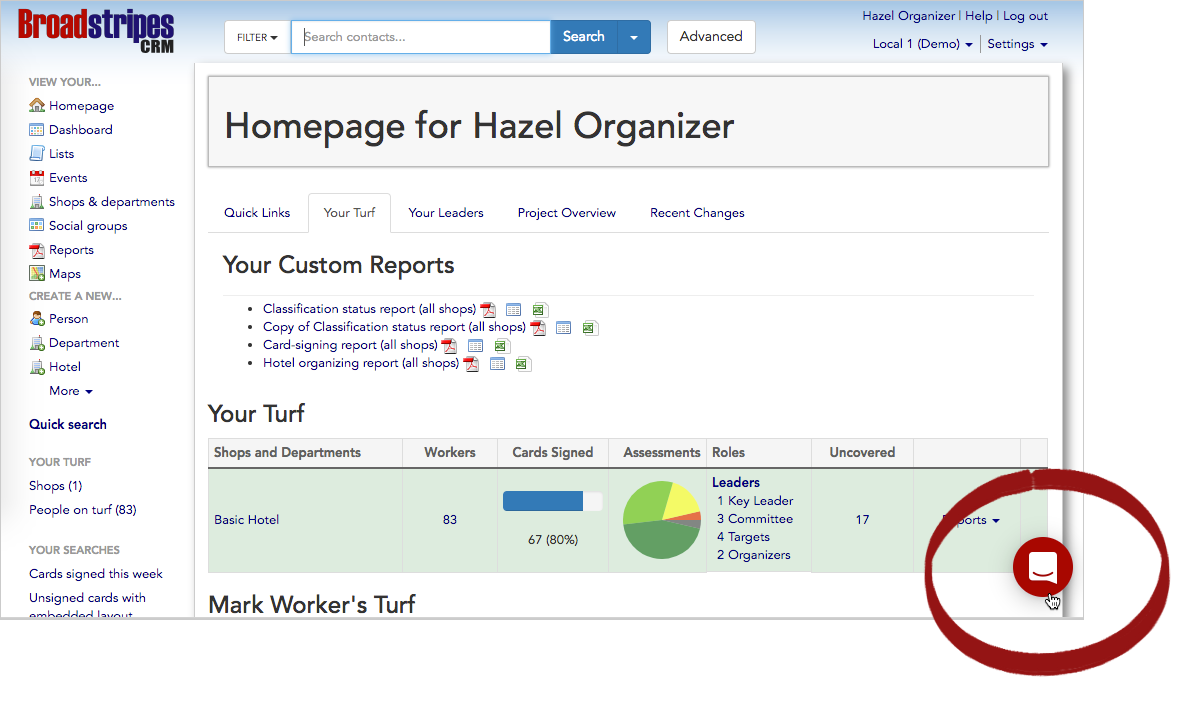 Broadstripes
CRM
FILTER
Search contacts...
Search
Advanced
Hazel Organizer | Help | Log out
Local 1 (Demo)
Settings
VIEW YOUR...
Homepage
Dashboard
Lists
Events
Shops & departments
Social groups
Reports
Maps
CREATE A NEW...
Person
Department
Hotel
More
Quick search
YOUR TURF
Shops (1)
People on turf (83)
YOUR SEARCHES
Cards signed this week
Unsigned cards with
embedded layout
Homepage for Hazel Organizer
Quick Links
Your Turf
Your Leaders
Project Overview
Recent Changes
Your Custom Reports
Classification status report (all shops)
Copy of Classification status report (all shops)
Card-signing report (all shops)
Hotel organizing report (all shops)
Your Turf
Shops and Departments Workers Cards Signed Assessments Roles Uncovered
Basic Hotel
83
67 (80%)
Leaders
1 Key Leader
3 Committee
4 Targets
2 Organizers
17
Reports
Mark Worker's Turf